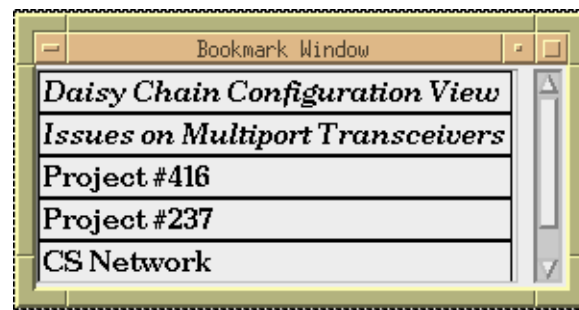 Bookmark Window
Daisy Chain Configuration View
Issues on Multiport Transceivers
Project #416
Project #237
CS Network